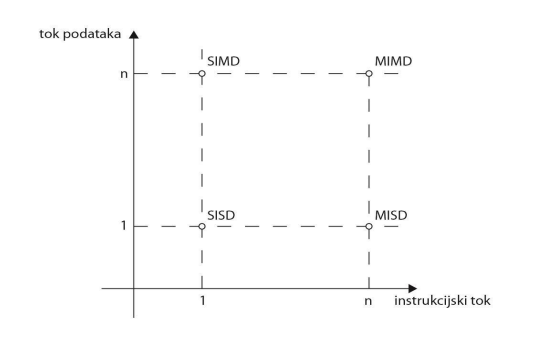 tok podataka
SIMD
MIMD
n
SISD
MISD
1
1
n
instrukcijski tok